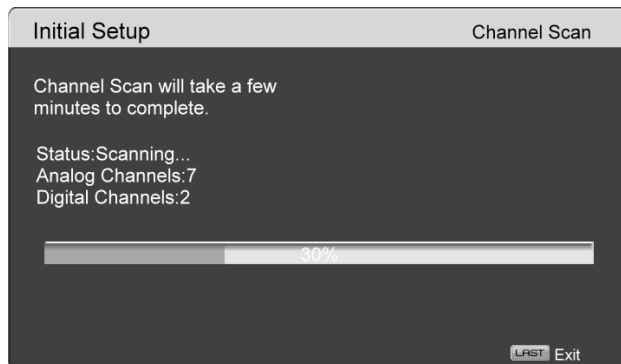 Initial Setup
Channel Scan
Channel Scan will take a few
minutes to complete.
Status:Scanning...
Analog Channels:7
Digital Channels:2
30%
LAST Exit